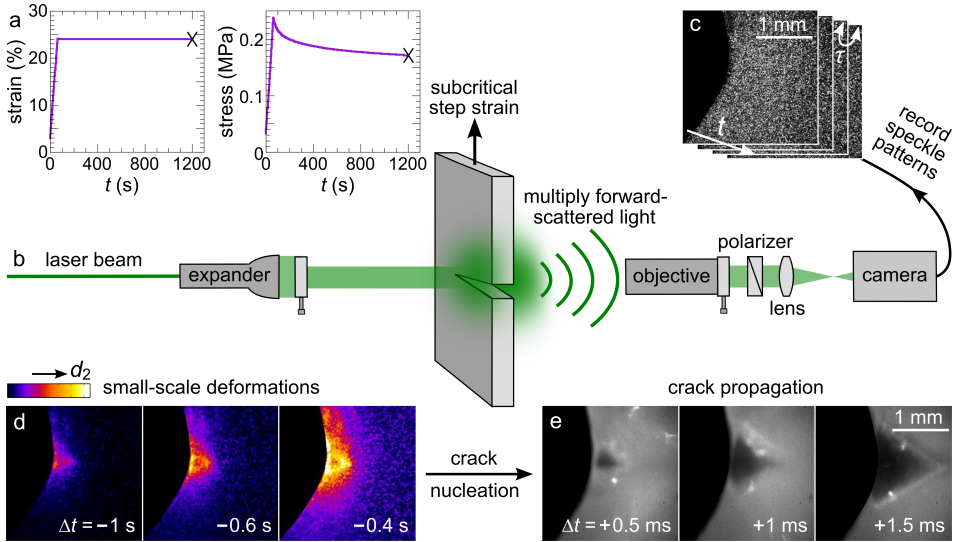 a
strain (%)
30
20
10
0
0 400 800 1200
t (s)
stress (MPa)
0.2
0.1
0
0 400 800 1200
t (s)
subcritical
step strain
c
1 mm
τ
t
record
speckle
patterns
b
laser beam
expander
multiply forward-
scattered light
objective
polarizer
lens
camera
d₂
small-scale deformations
d
Δt = −1 s
−0.6 s
−0.4 s
crack
nucleation
crack propagation
e
1 mm
Δt = +0.5 ms
+1 ms
+1.5 ms